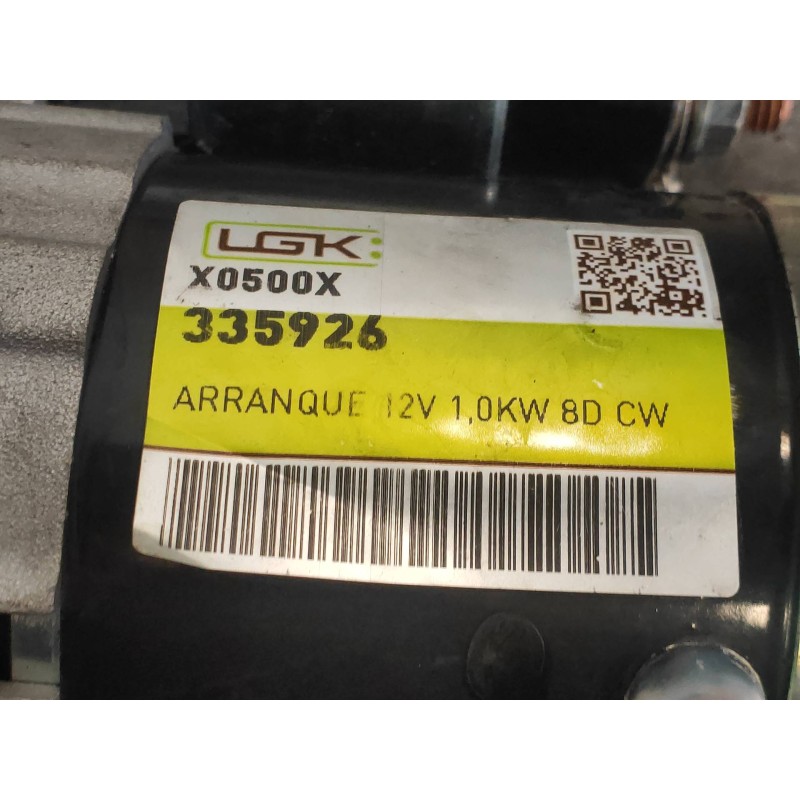 LGK
X0500X
335926
ARRANQUE 12V 1,0KW 8D CW